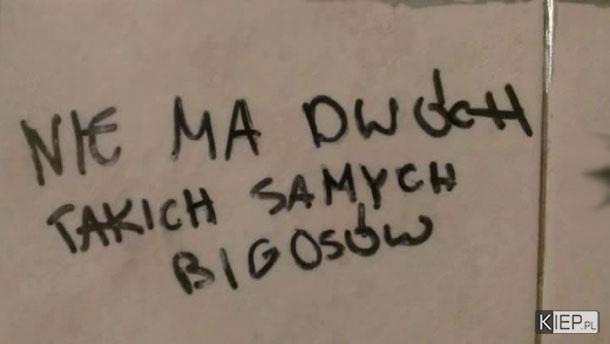 NIE MA DWÓCH
TAKICH SAMYCH
BIGOSÓW
KIEP.PL